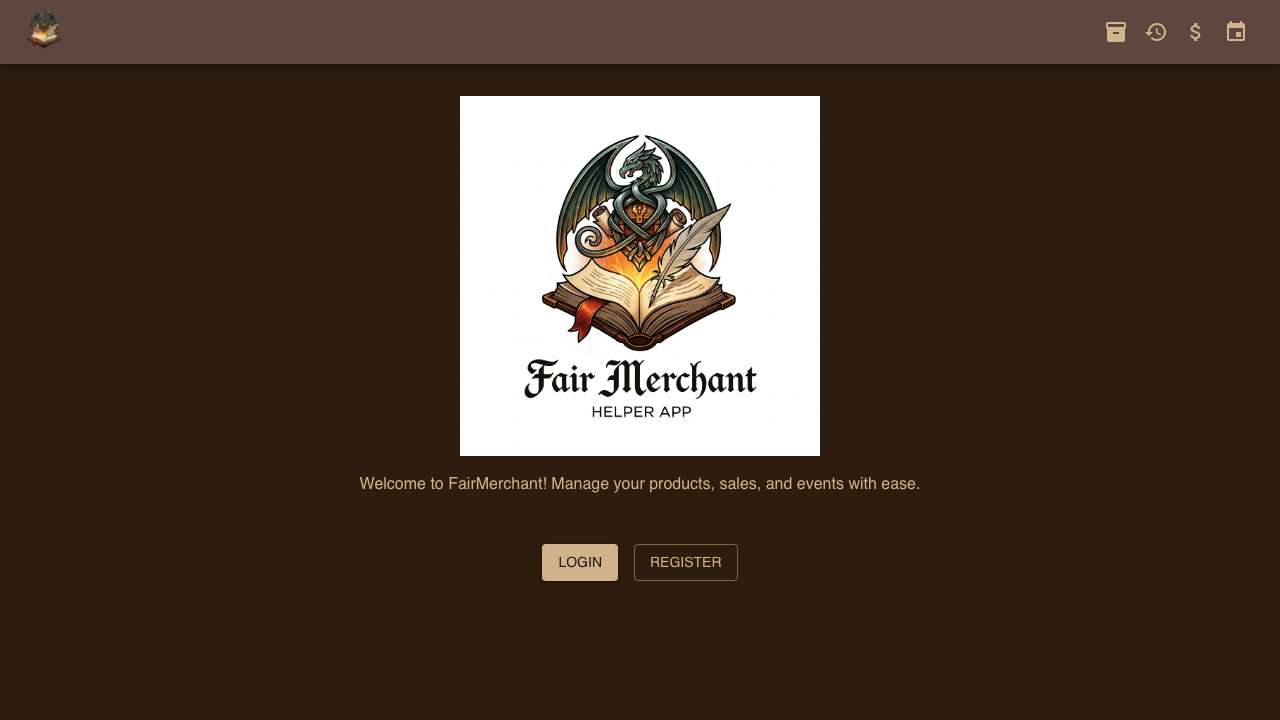 Fair Merchant
HELPER APP
Welcome to FairMerchant! Manage your products, sales, and events with ease.
LOGIN
REGISTER